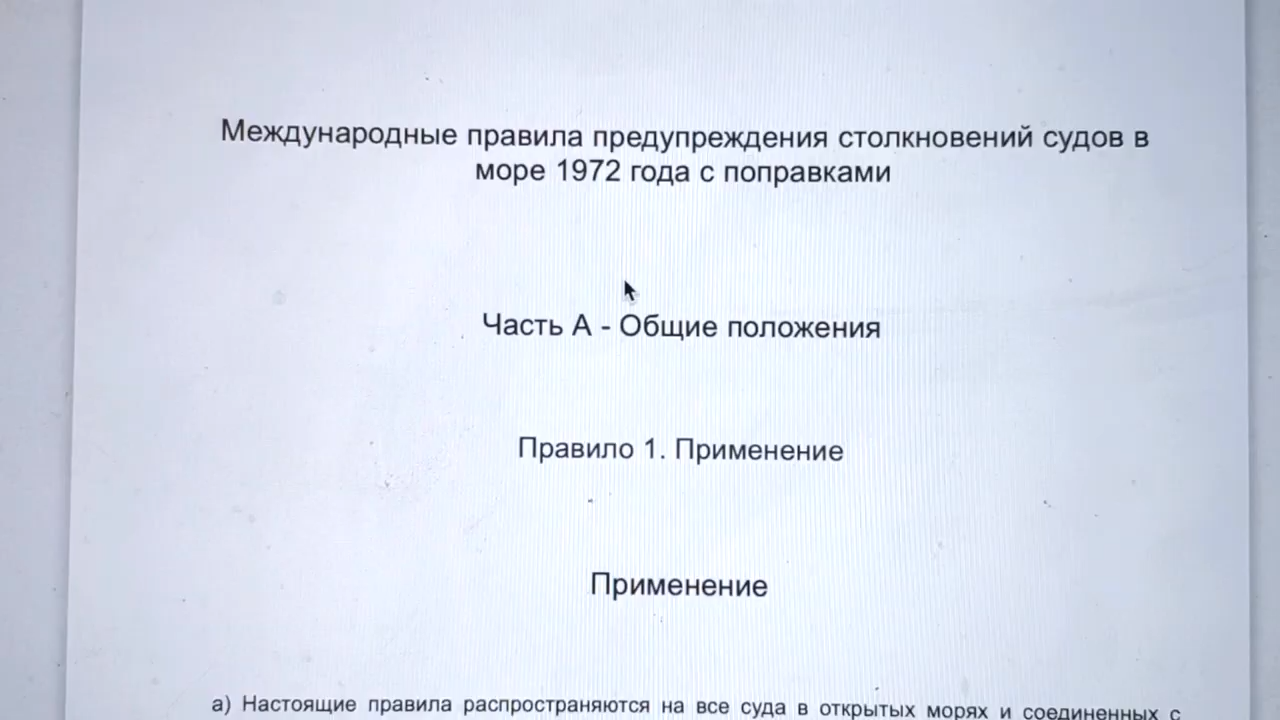 Международные правила предупреждения столкновений судов в
море 1972 года с поправками
Часть А - Общие положения
Правило 1. Применение
Применение
а) Настоящие правила распространяются на все суда в открытых морях и соединенных с